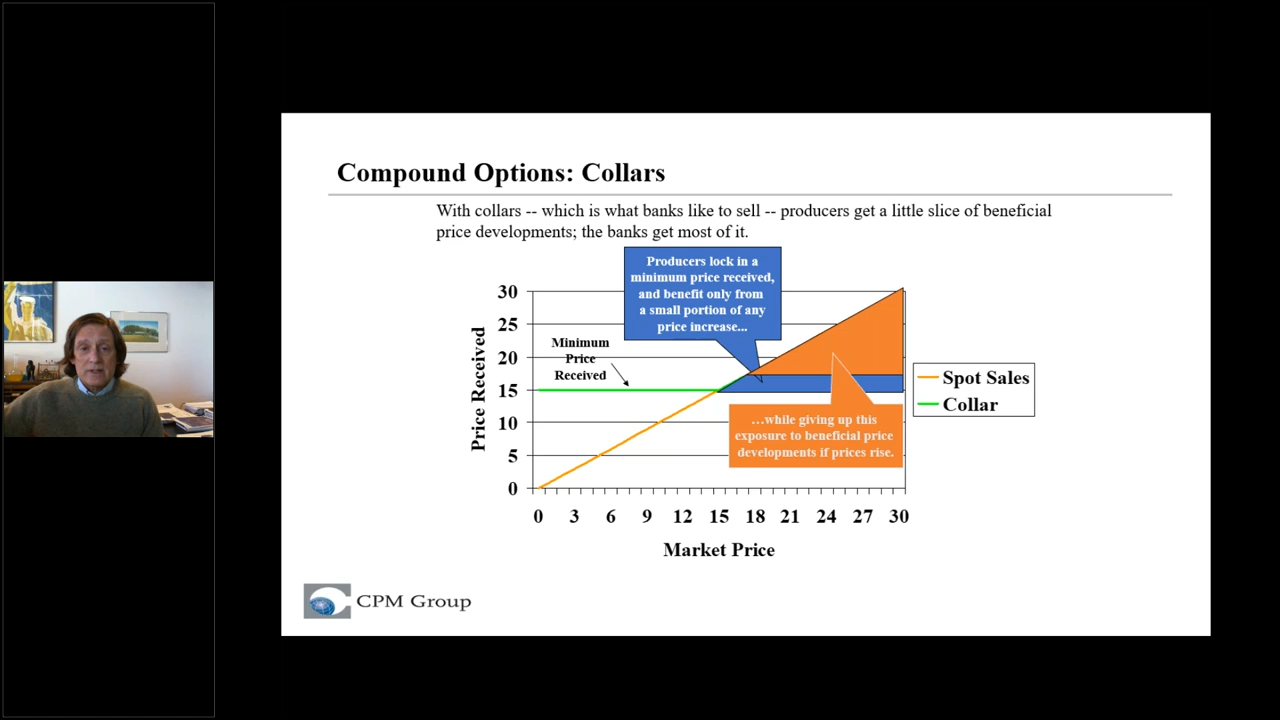 Compound Options: Collars
With collars -- which is what banks like to sell -- producers get a little slice of beneficial
price developments; the banks get most of it.
Producers lock in a
minimum price received,
and benefit only from
a small portion of any
price increase...
30
25
20
15
10
5
0
Price Received
Minimum
Price
Received
…while giving up this
exposure to beneficial price
developments if prices rise.
Spot Sales
Collar
0 3 6 9 12 15 18 21 24 27 30
Market Price
CPM Group